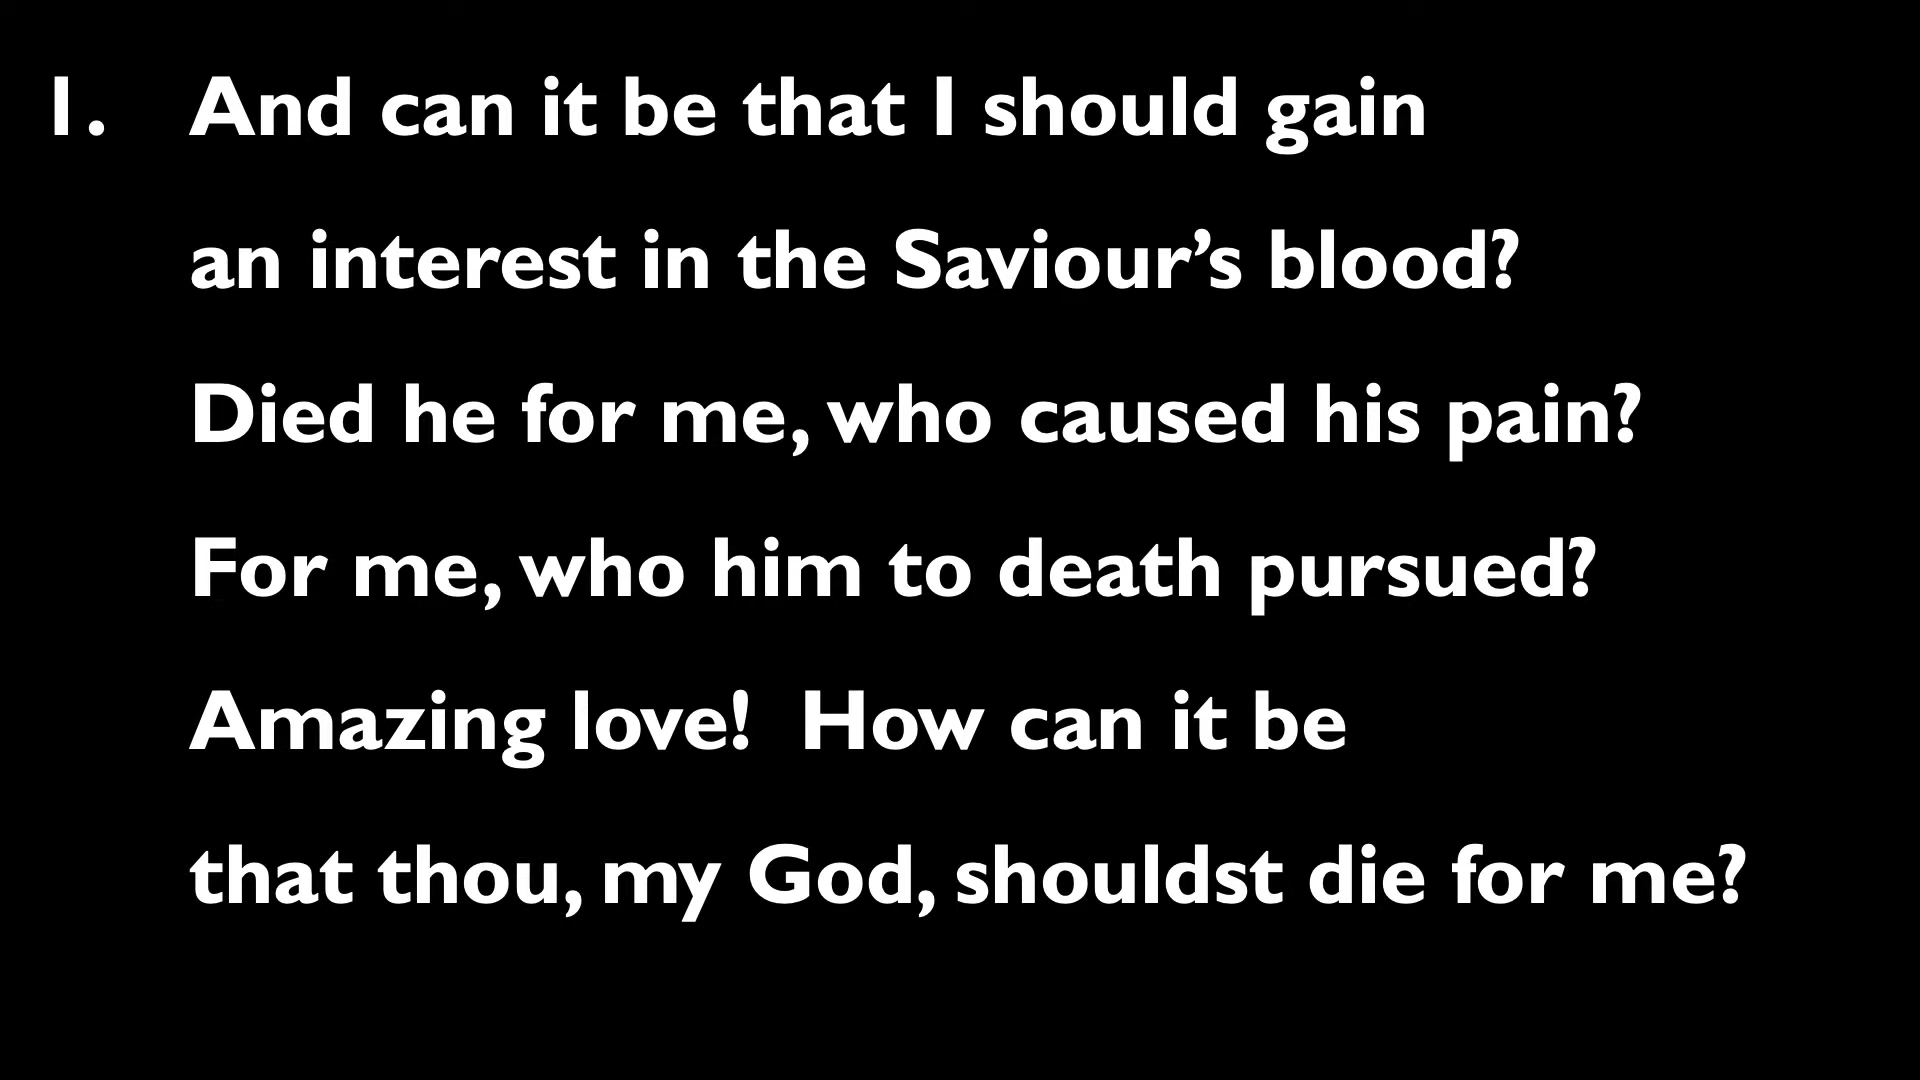 1. And can it be that I should gain
an interest in the Saviour’s blood?
Died he for me, who caused his pain?
For me, who him to death pursued?
Amazing love!  How can it be
that thou, my God, shouldst die for me?